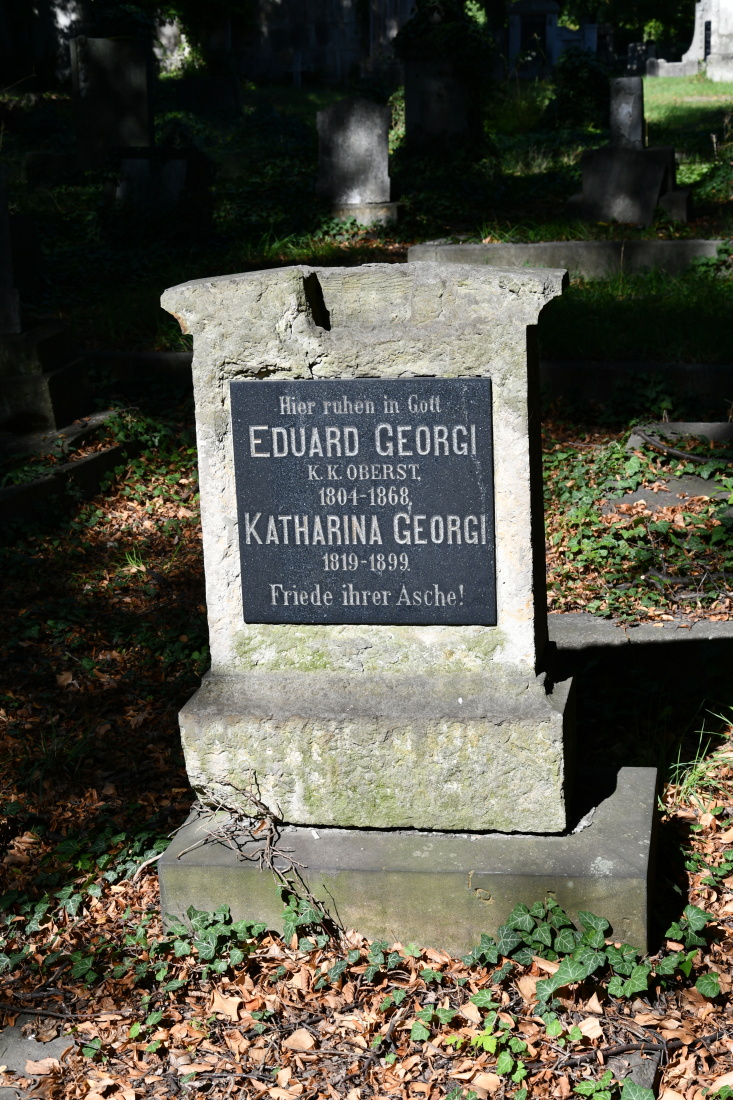 Hier ruhen in Gott
EDUARD GEORGI
K. K. OBERST,
1804-1868,
KATHARINA GEORGI
1819-1899.
Friede ihrer Asche!